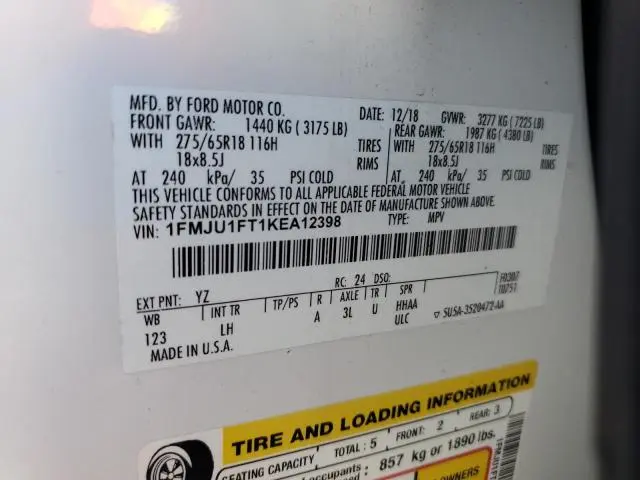 MFD. BY FORD MOTOR CO.
DATE: 12/18 GVWR: 3277 KG (7225 LB)
FRONT GAWR: 1440 KG (3175 LB)
REAR GAWR: 1987 KG (4380 LB)
WITH 275/65R18 116H TIRES
WITH 275/65R18 116H TIRES
18x8.5J RIMS
18x8.5J RIMS
AT 240 kPa/ 35 PSI COLD
AT 240 kPa/ 35 PSI COLD
THIS VEHICLE CONFORMS TO ALL APPLICABLE FEDERAL MOTOR VEHICLE
SAFETY STANDARDS IN EFFECT ON THE DATE OF MANUFACTURE SHOWN ABOVE.
VIN: 1FMJU1FT1KEA12398
TYPE: MPV
EXT PNT: YZ RC: 24 DSO:
WB INT TR TP/PS R AXLE TR SPR
123 LH A 3L U HHAA
ULC
MADE IN U.S.A.
▽ 5U5A-3520472-AA
TIRE AND LOADING INFORMATION
SEATING CAPACITY TOTAL: 5 FRONT: 2 REAR: 3
occupants
857 kg or 1890 lbs.
OWNERS